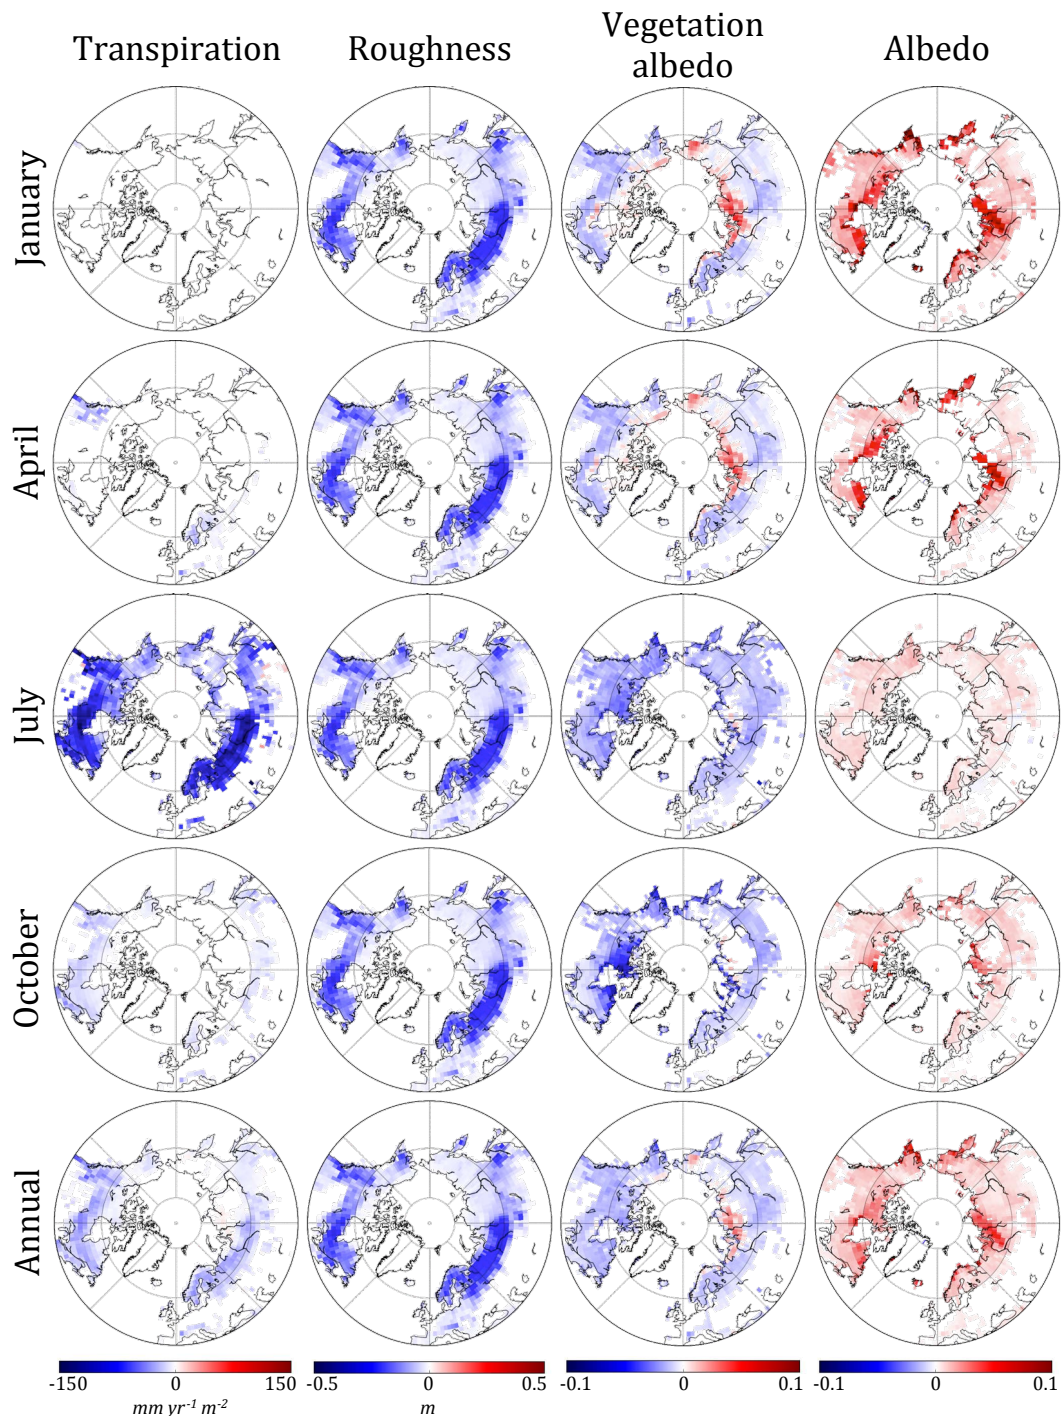 Transpiration
Roughness
Vegetation
albedo
Albedo
January
April
July
October
Annual
-150 0 150
mm yr⁻¹ m⁻²
-0.5 0 0.5
m
-0.1 0 0.1
-0.1 0 0.1